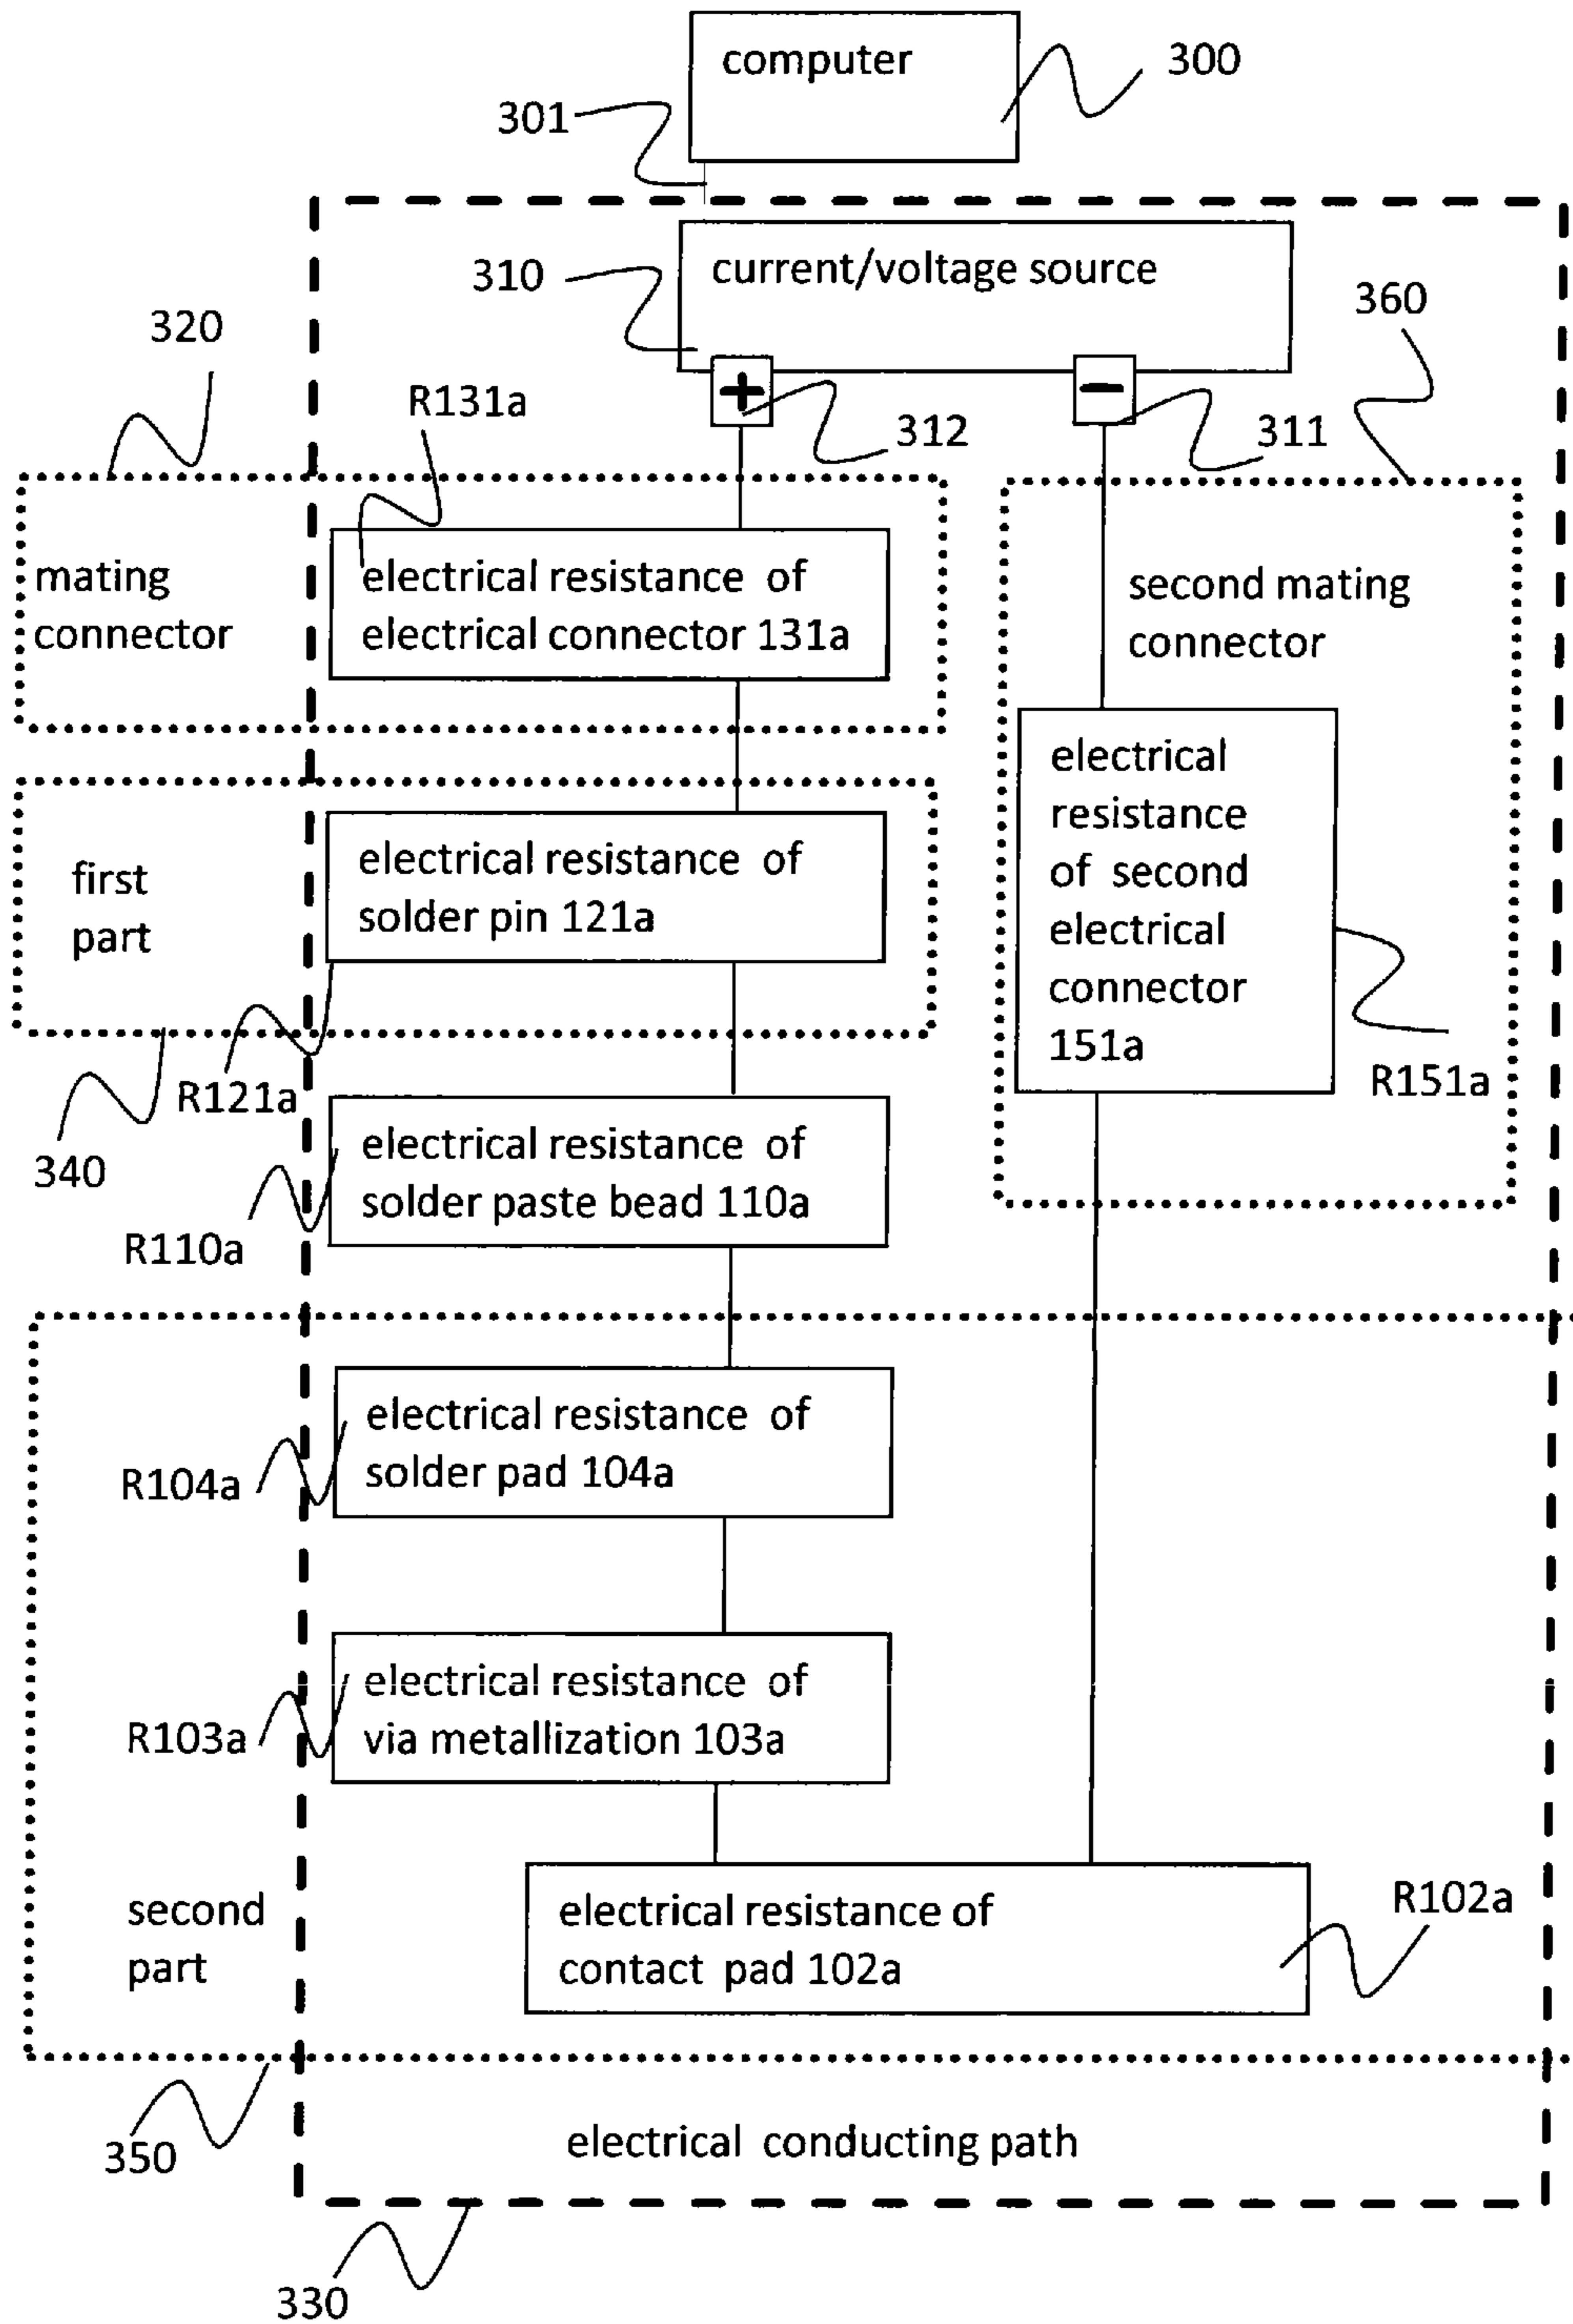 computer
300
301
310
current/voltage source
360
320
R131a
+
−
312
311
mating
connector
electrical resistance of
electrical connector 131a
second mating
connector
electrical
resistance
of second
electrical
connector
151a
R151a
first
part
electrical resistance of
solder pin 121a
R121a
340
electrical resistance of
solder paste bead 110a
R110a
electrical resistance of
solder pad 104a
R104a
electrical resistance of
via metallization 103a
R103a
second
part
electrical resistance of
contact pad 102a
R102a
350
electrical conducting path
330